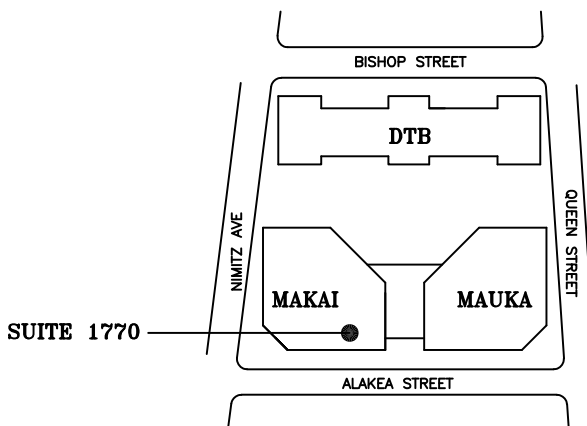 BISHOP STREET
DTB
NIMITZ AVE
QUEEN STREET
MAKAI
MAUKA
SUITE 1770
ALAKEA STREET